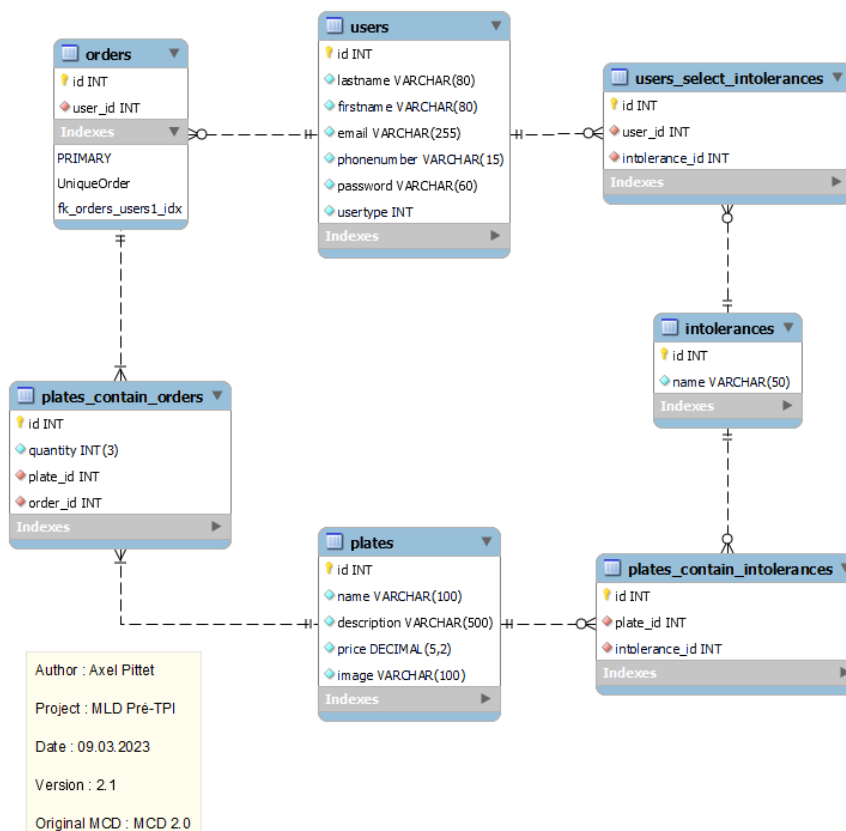 orders
id INT
user_id INT
Indexes
PRIMARY
UniqueOrder
fk_orders_users1_idx
users
id INT
lastname VARCHAR(80)
firstname VARCHAR(80)
email VARCHAR(255)
phonenumber VARCHAR(15)
password VARCHAR(60)
usertype INT
Indexes
users_select_intolerances
id INT
user_id INT
intolerance_id INT
Indexes
intolerances
id INT
name VARCHAR(50)
Indexes
plates_contain_orders
id INT
quantity INT(3)
plate_id INT
order_id INT
Indexes
plates
id INT
name VARCHAR(100)
description VARCHAR(500)
price DECIMAL(5,2)
image VARCHAR(100)
Indexes
plates_contain_intolerances
id INT
plate_id INT
intolerance_id INT
Indexes
Author : Axel Pittet
Project : MLD Pré-TPI
Date : 09.03.2023
Version : 2.1
Original MCD : MCD 2.0